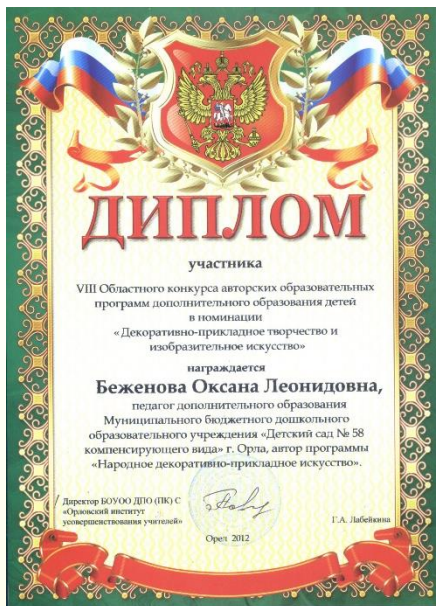 ДИПЛОМ
участника
VIII Областного конкурса авторских образовательных
программ дополнительного образования детей
в номинации
«Декоративно-прикладное творчество и
изобразительное искусство»
награждается
Беженова Оксана Леонидовна,
педагог дополнительного образования
Муниципального бюджетного дошкольного
образовательного учреждения «Детский сад № 58
компенсирующего вида» г. Орла, автор программы
«Народное декоративно-прикладное искусство».
Директор БОУОО ДПО (ПК) С
«Орловский институт
усовершенствования учителей»
Г.А. Лабейкина
Орел 2012